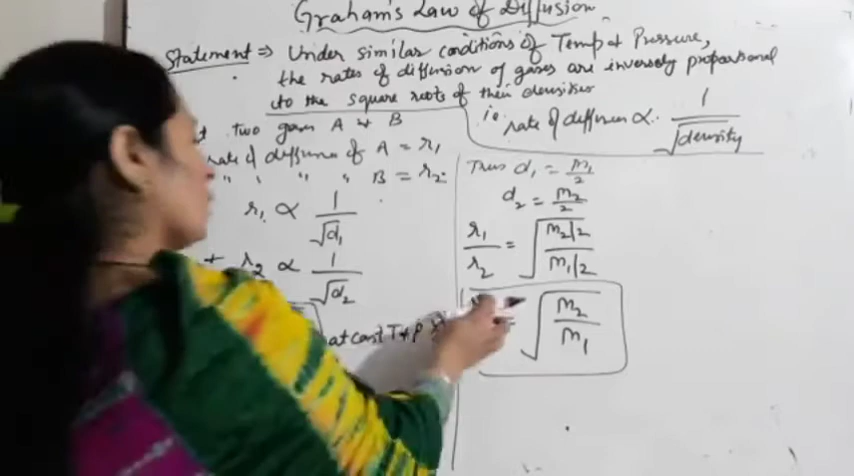 Graham's Law of Diffusion
Statement ⇒ Under similar conditions of Temp & Pressure,
the rates of diffusion of gases are inversly proportional
to the square roots of their densities
i.e. rate of diffusion ∝ 1/√density
two gases A & B
rate of diffusion of A = r1
" " " " B = r2
r1 ∝ 1/√d1
r2 ∝ 1/√d2
at const T & P
Thus d1 = M1/2
d2 = M2/2
r1/r2 = √((M2/2)/(M1/2))
= √(M2/M1)